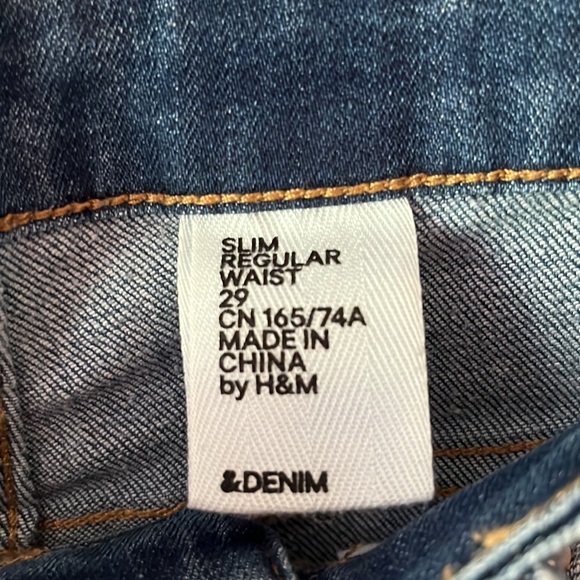 SLIM
REGULAR
WAIST
29
CN 165/74A
MADE IN
CHINA
by H&M
&DENIM